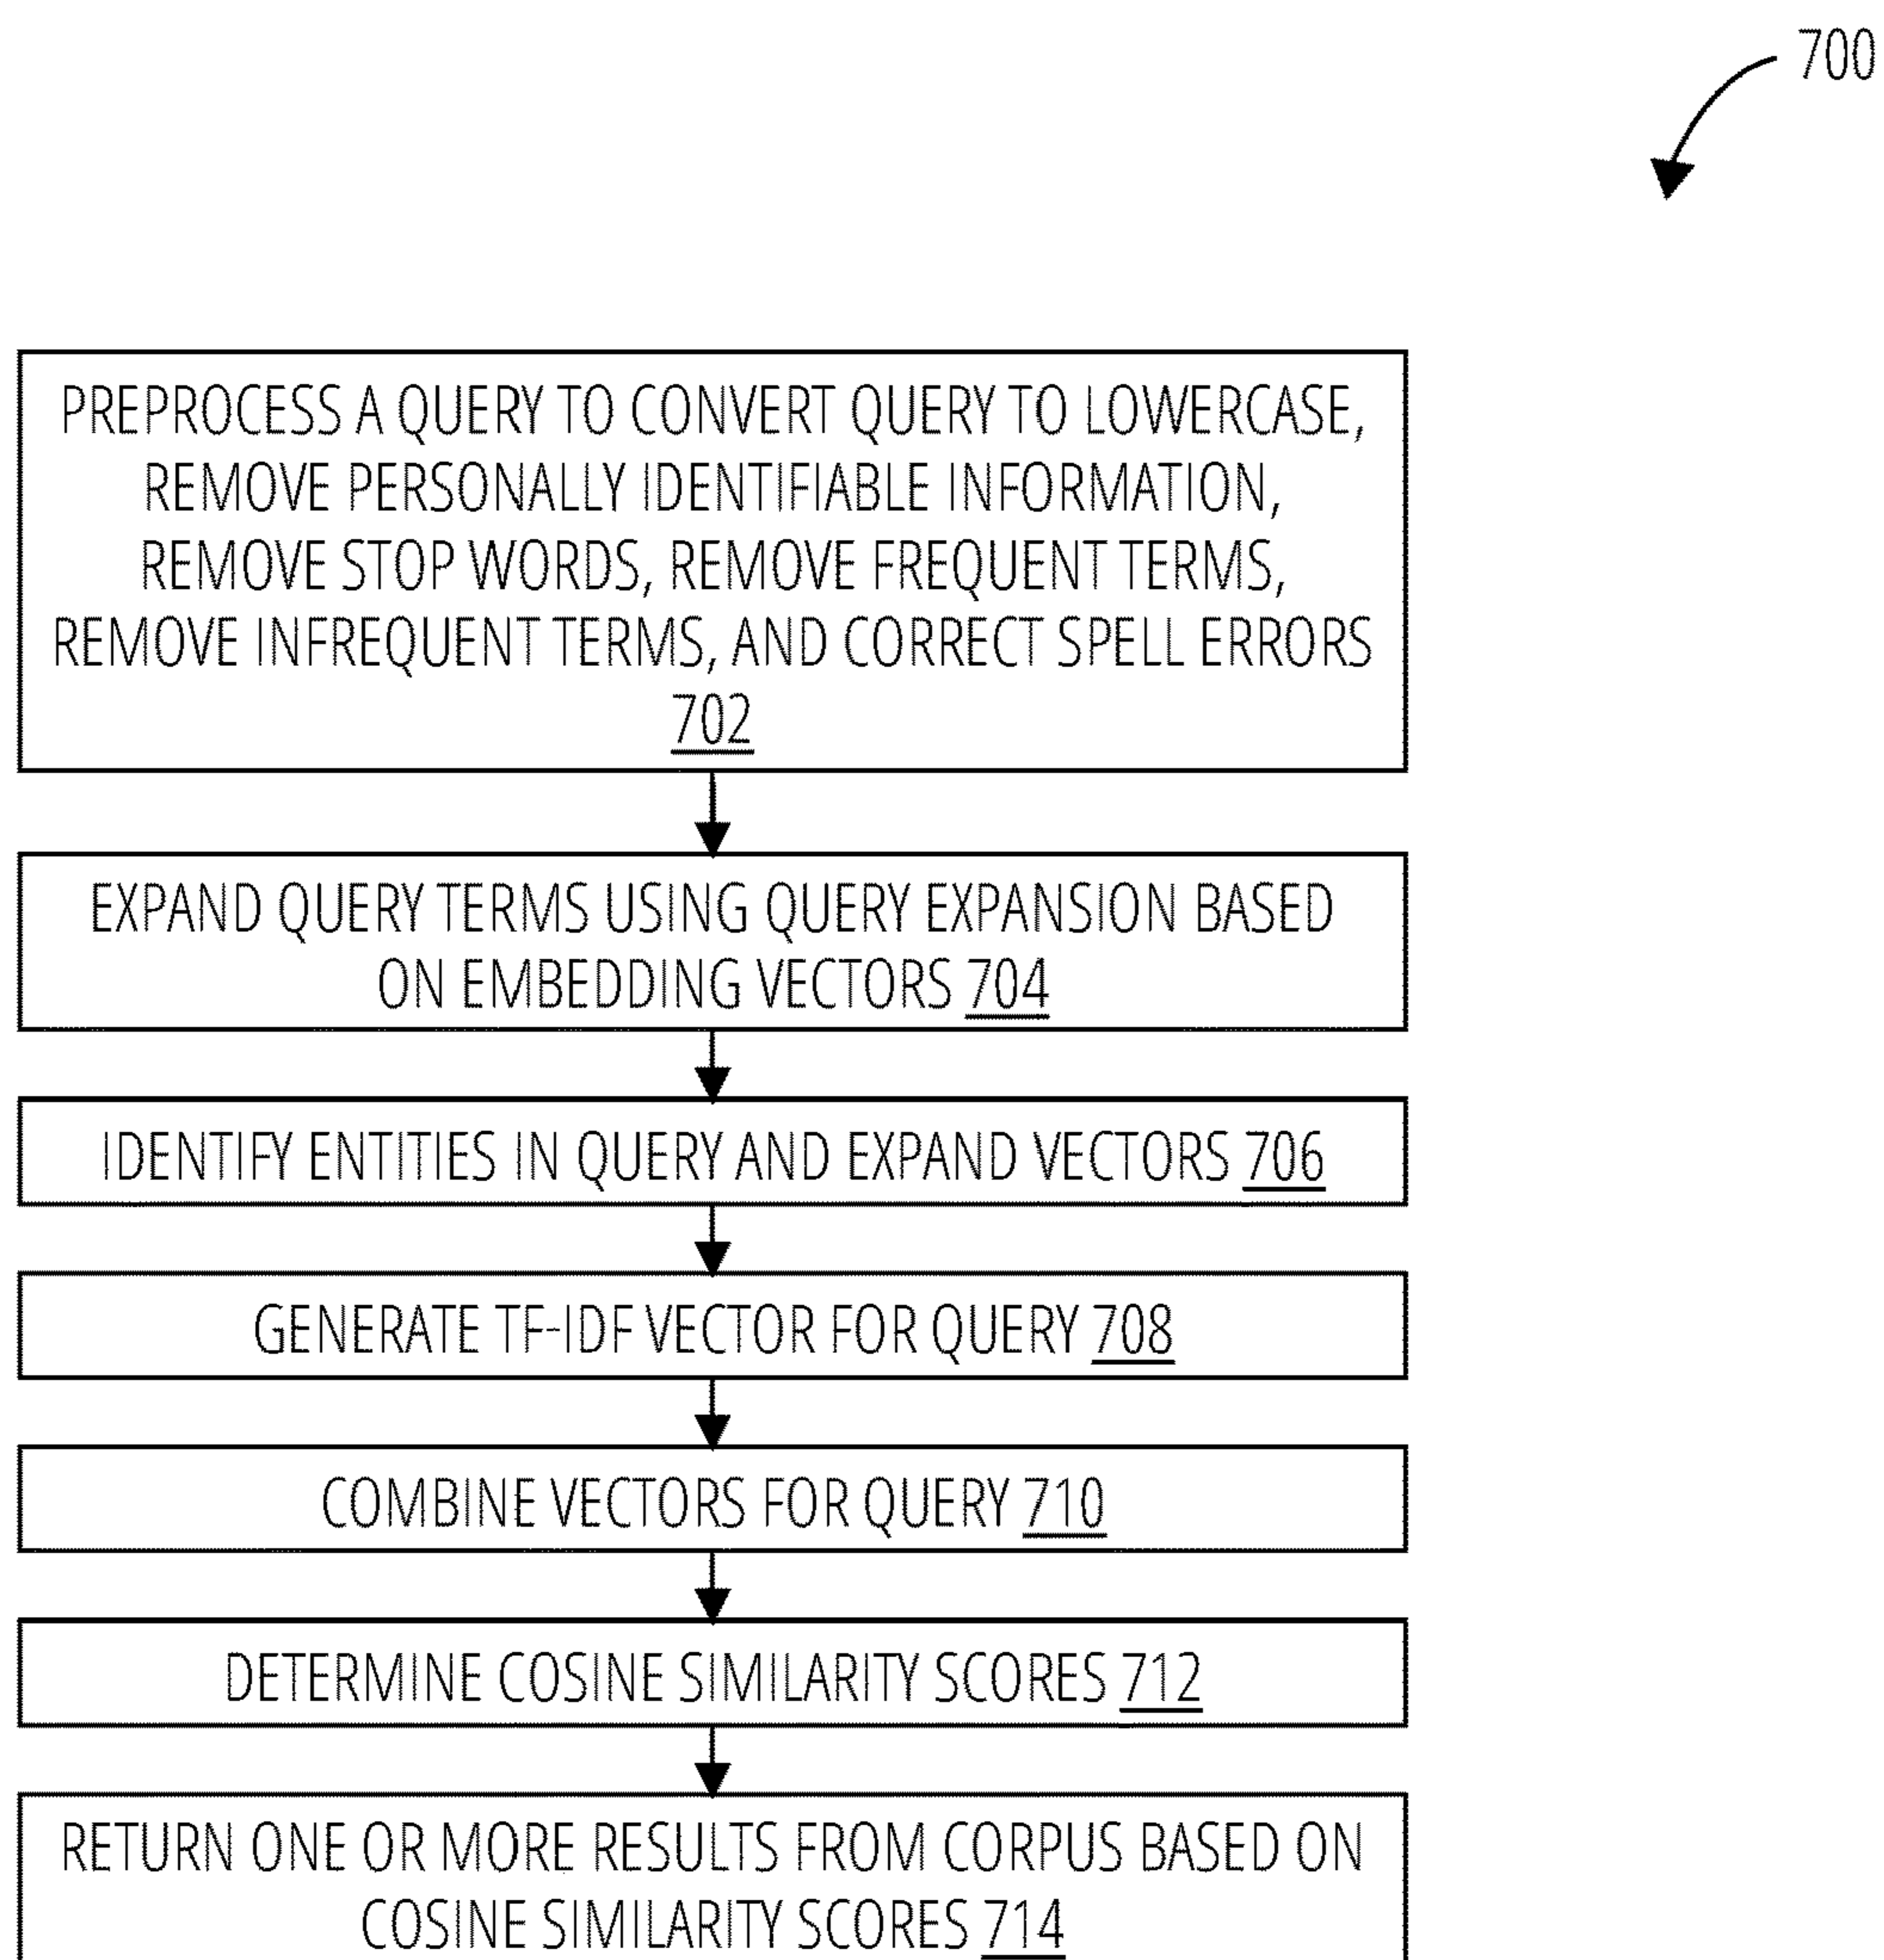 700
PREPROCESS A QUERY TO CONVERT QUERY TO LOWERCASE,
REMOVE PERSONALLY IDENTIFIABLE INFORMATION,
REMOVE STOP WORDS, REMOVE FREQUENT TERMS,
REMOVE INFREQUENT TERMS, AND CORRECT SPELL ERRORS
702
EXPAND QUERY TERMS USING QUERY EXPANSION BASED
ON EMBEDDING VECTORS 704
IDENTIFY ENTITIES IN QUERY AND EXPAND VECTORS 706
GENERATE TF-IDF VECTOR FOR QUERY 708
COMBINE VECTORS FOR QUERY 710
DETERMINE COSINE SIMILARITY SCORES 712
RETURN ONE OR MORE RESULTS FROM CORPUS BASED ON
COSINE SIMILARITY SCORES 714